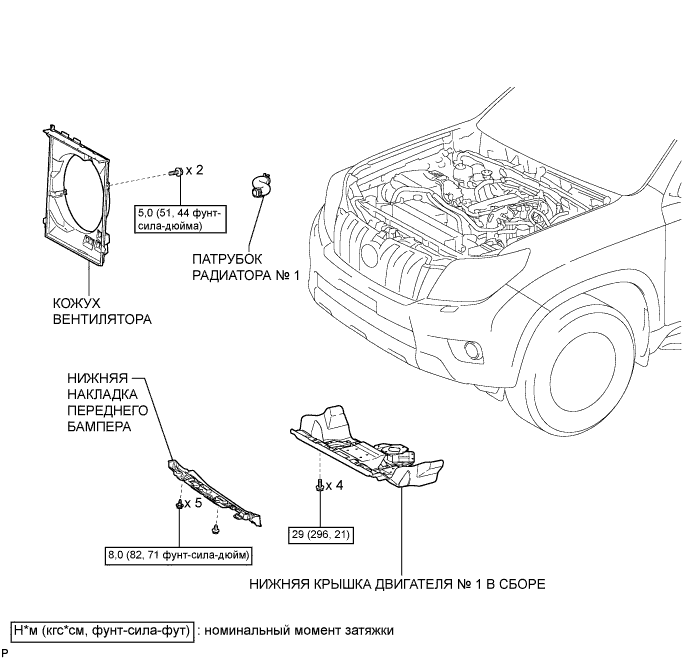 x 2
5,0 (51, 44 фунт-
сила-дюйма)
ПАТРУБОК
РАДИАТОРА № 1
КОЖУХ
ВЕНТИЛЯТОРА
НИЖНЯЯ
НАКЛАДКА
ПЕРЕДНЕГО
БАМПЕРА
x 4
x 5
29 (296, 21)
8,0 (82, 71 фунт-сила-дюйм)
НИЖНЯЯ КРЫШКА ДВИГАТЕЛЯ № 1 В СБОРЕ
Н*м (кгс*см, фунт-сила-фут) : номинальный момент затяжки
P